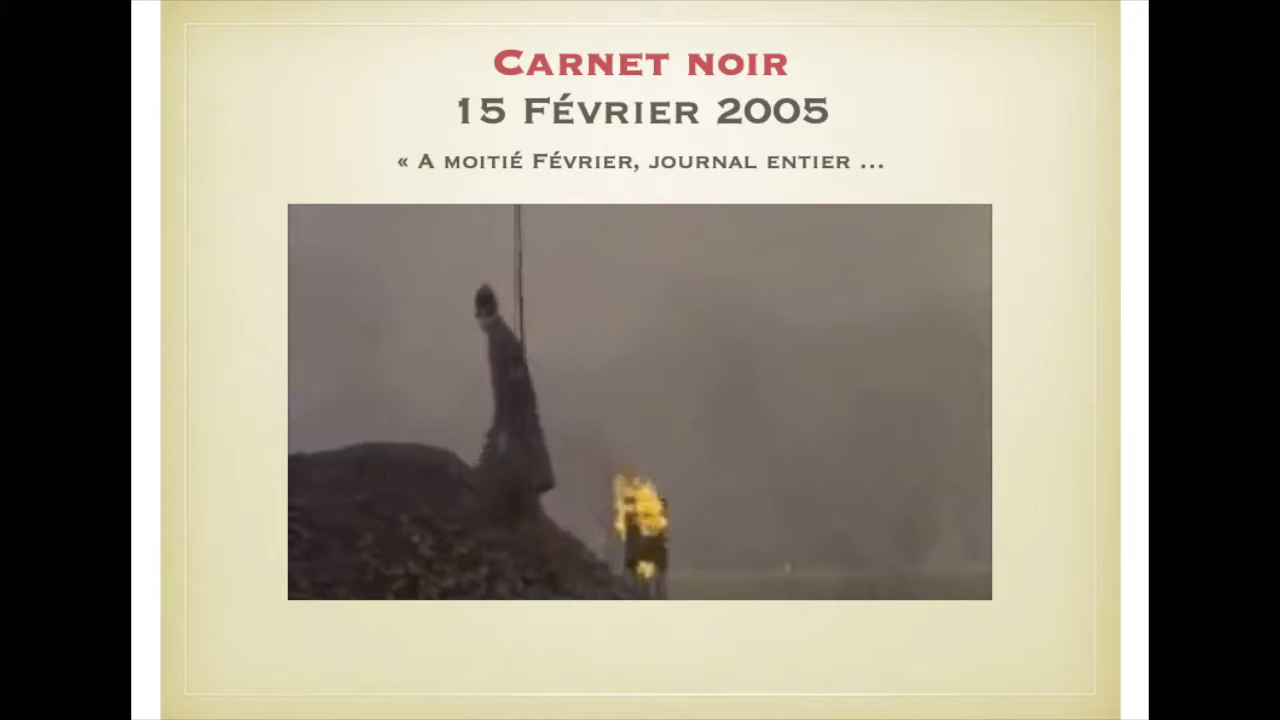 Carnet noir
15 Février 2005
« A moitié Février, journal entier ...